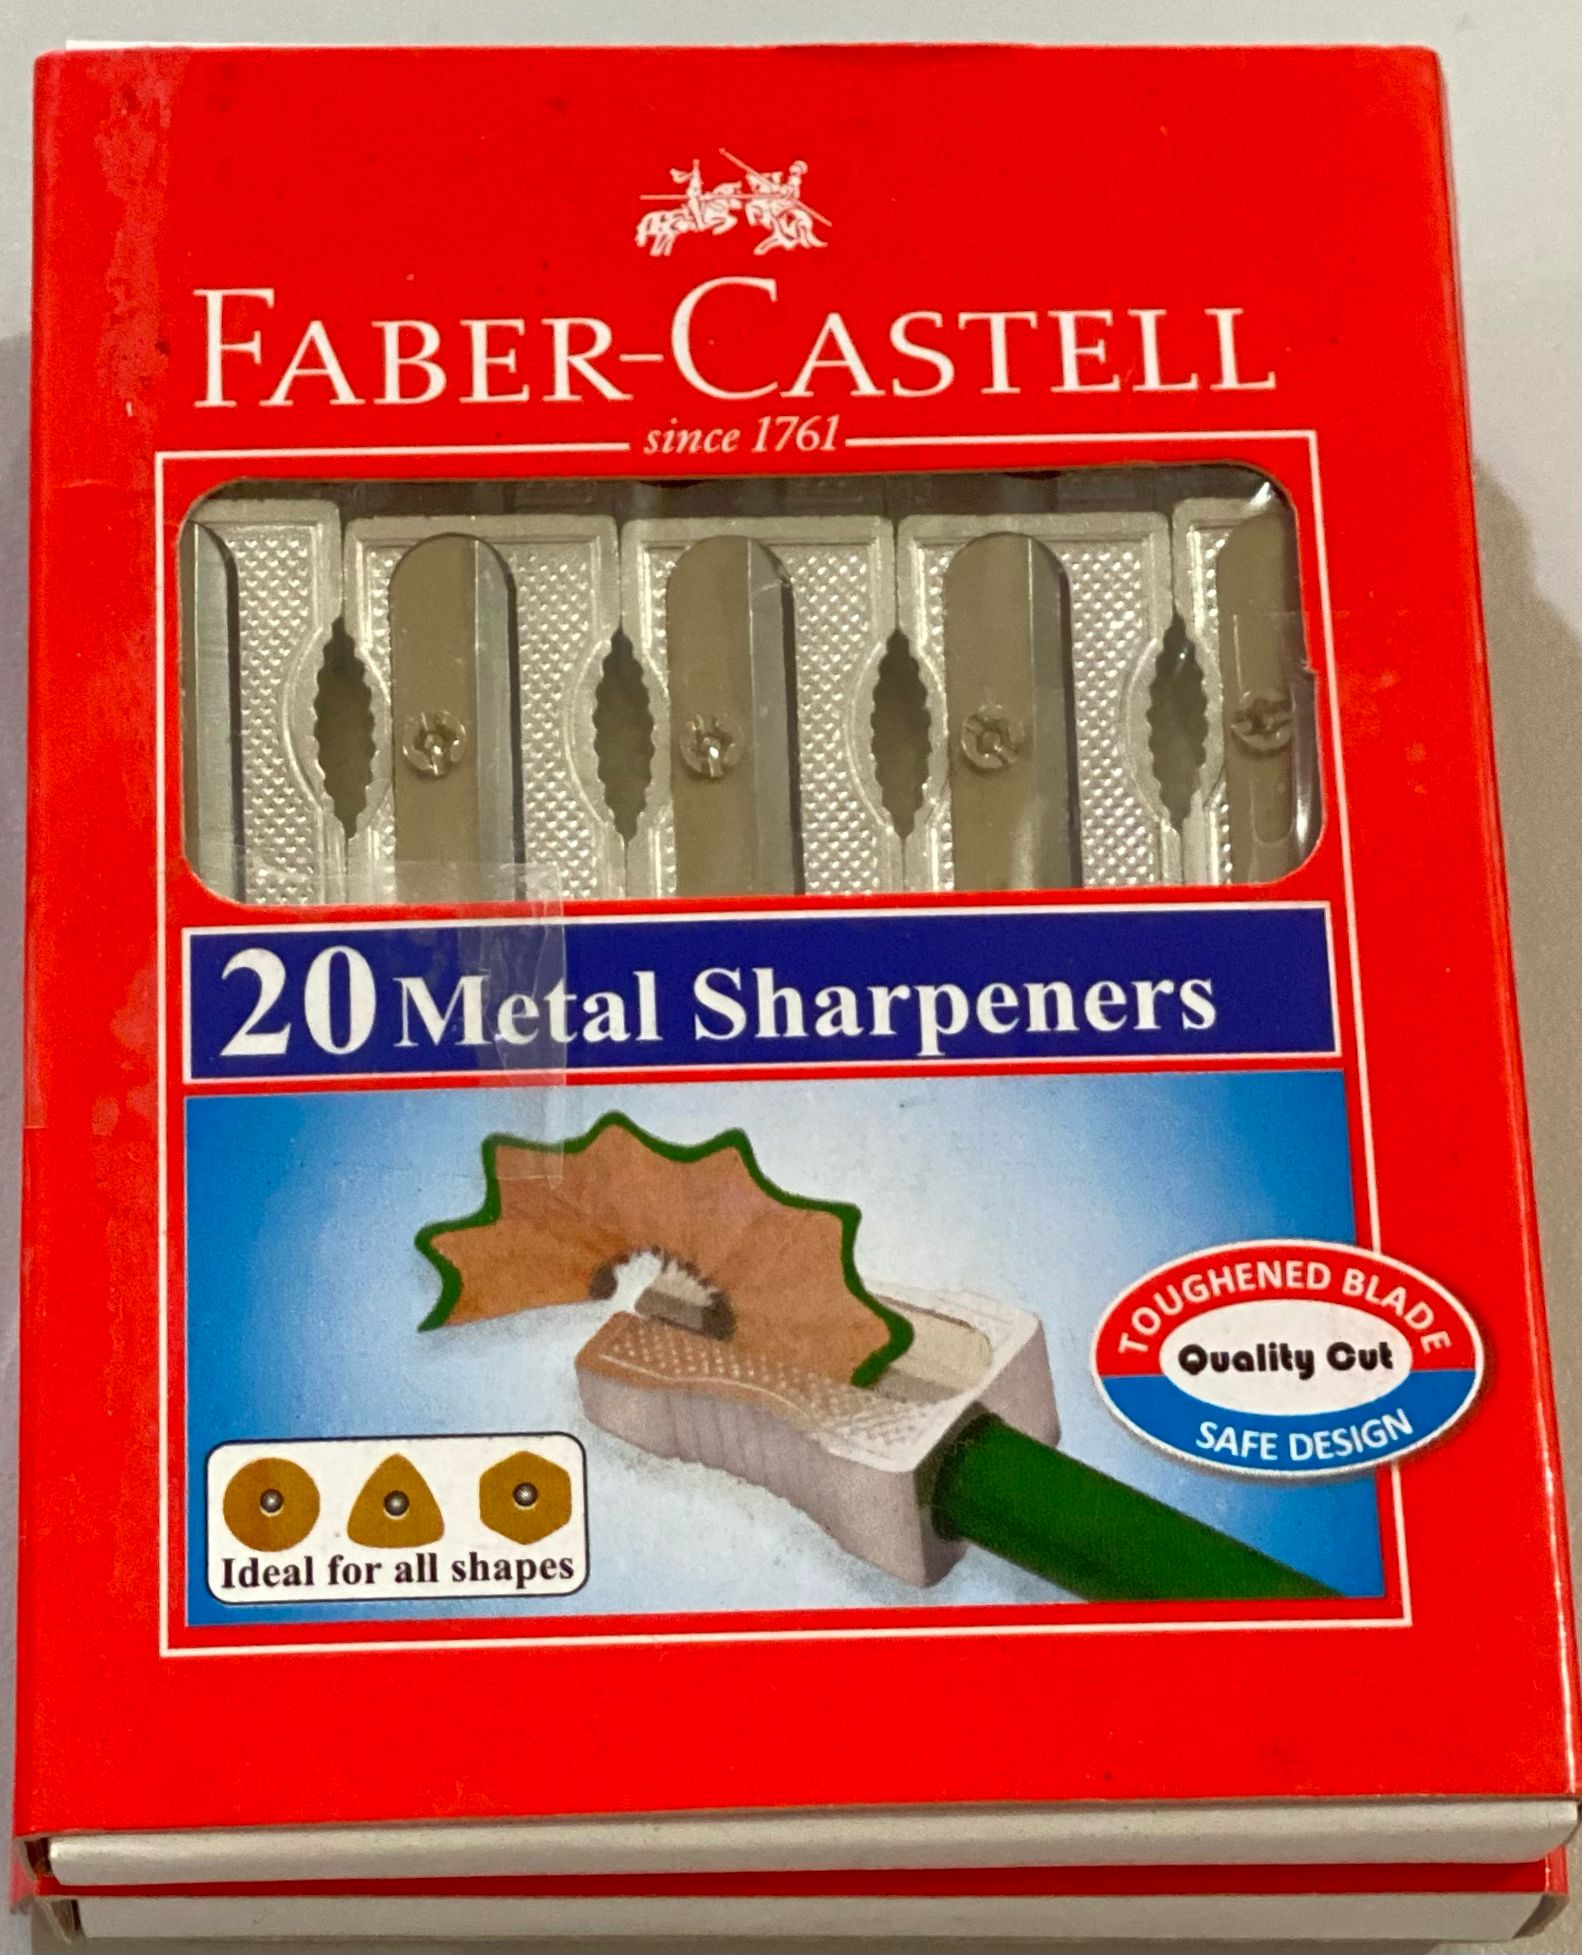 FABER-CASTELL
since 1761
20 Metal Sharpeners
TOUGHENED BLADE
Quality Cut
SAFE DESIGN
Ideal for all shapes